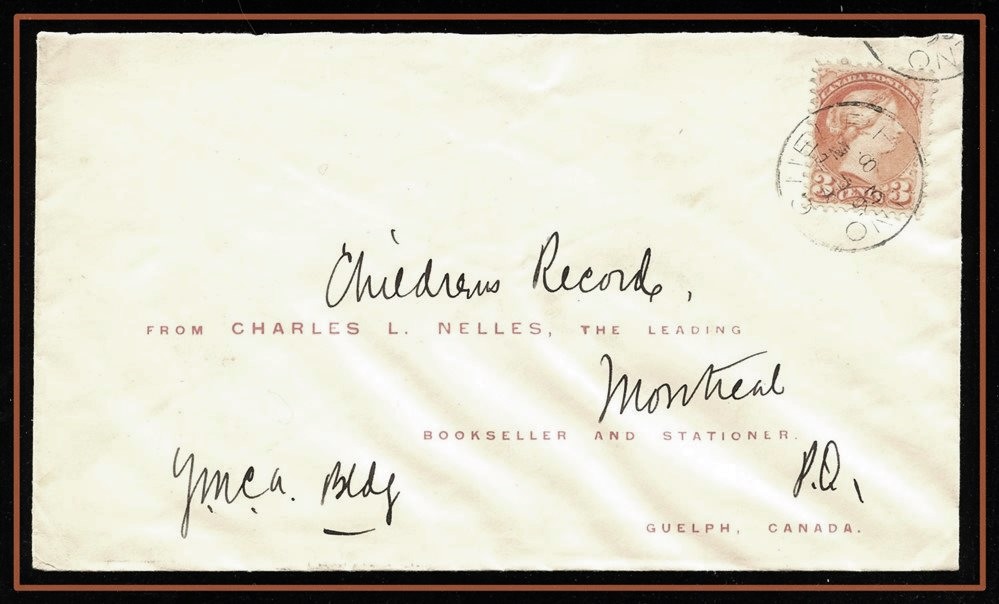 CANADA POSTAGE
3 CENTS 3
ONT
Childrens Record,
FROM CHARLES L. NELLES, THE LEADING
Montreal
BOOKSELLER AND STATIONER.
Y.M.C.A. Bldg
P.Q.
GUELPH, CANADA.